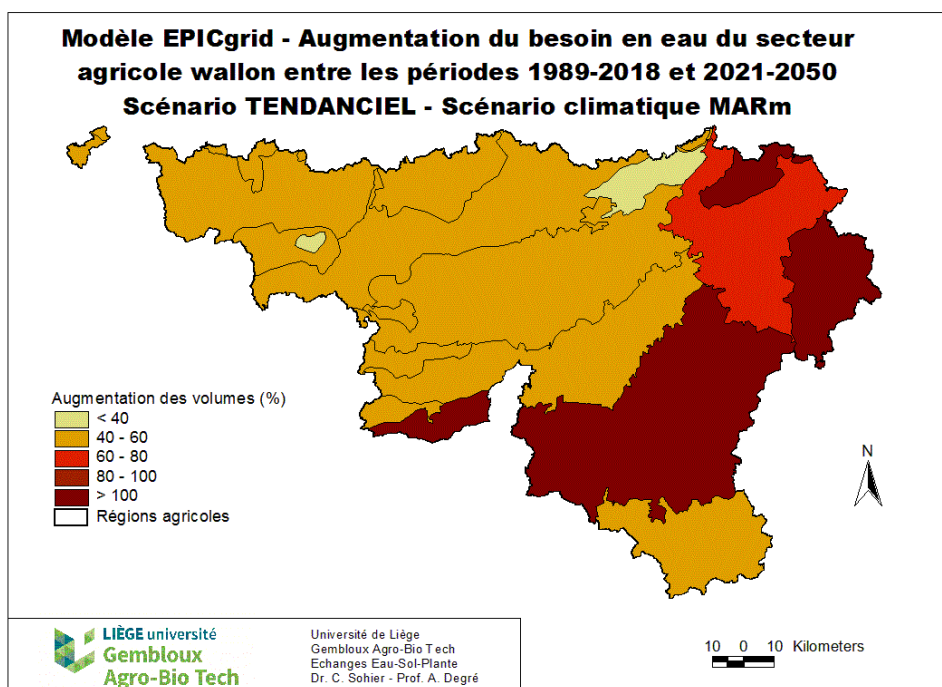 Modèle EPICgrid - Augmentation du besoin en eau du secteur
agricole wallon entre les périodes 1989-2018 et 2021-2050
Scénario TENDANCIEL - Scénario climatique MARm
Augmentation des volumes (%)
< 40
40 - 60
60 - 80
80 - 100
> 100
Régions agricoles
N
LIÈGE université
Gembloux
Agro-Bio Tech
Université de Liège
Gembloux Agro-Bio Tech
Echanges Eau-Sol-Plante
Dr. C. Sohier - Prof. A. Degré
10 0 10 Kilometers